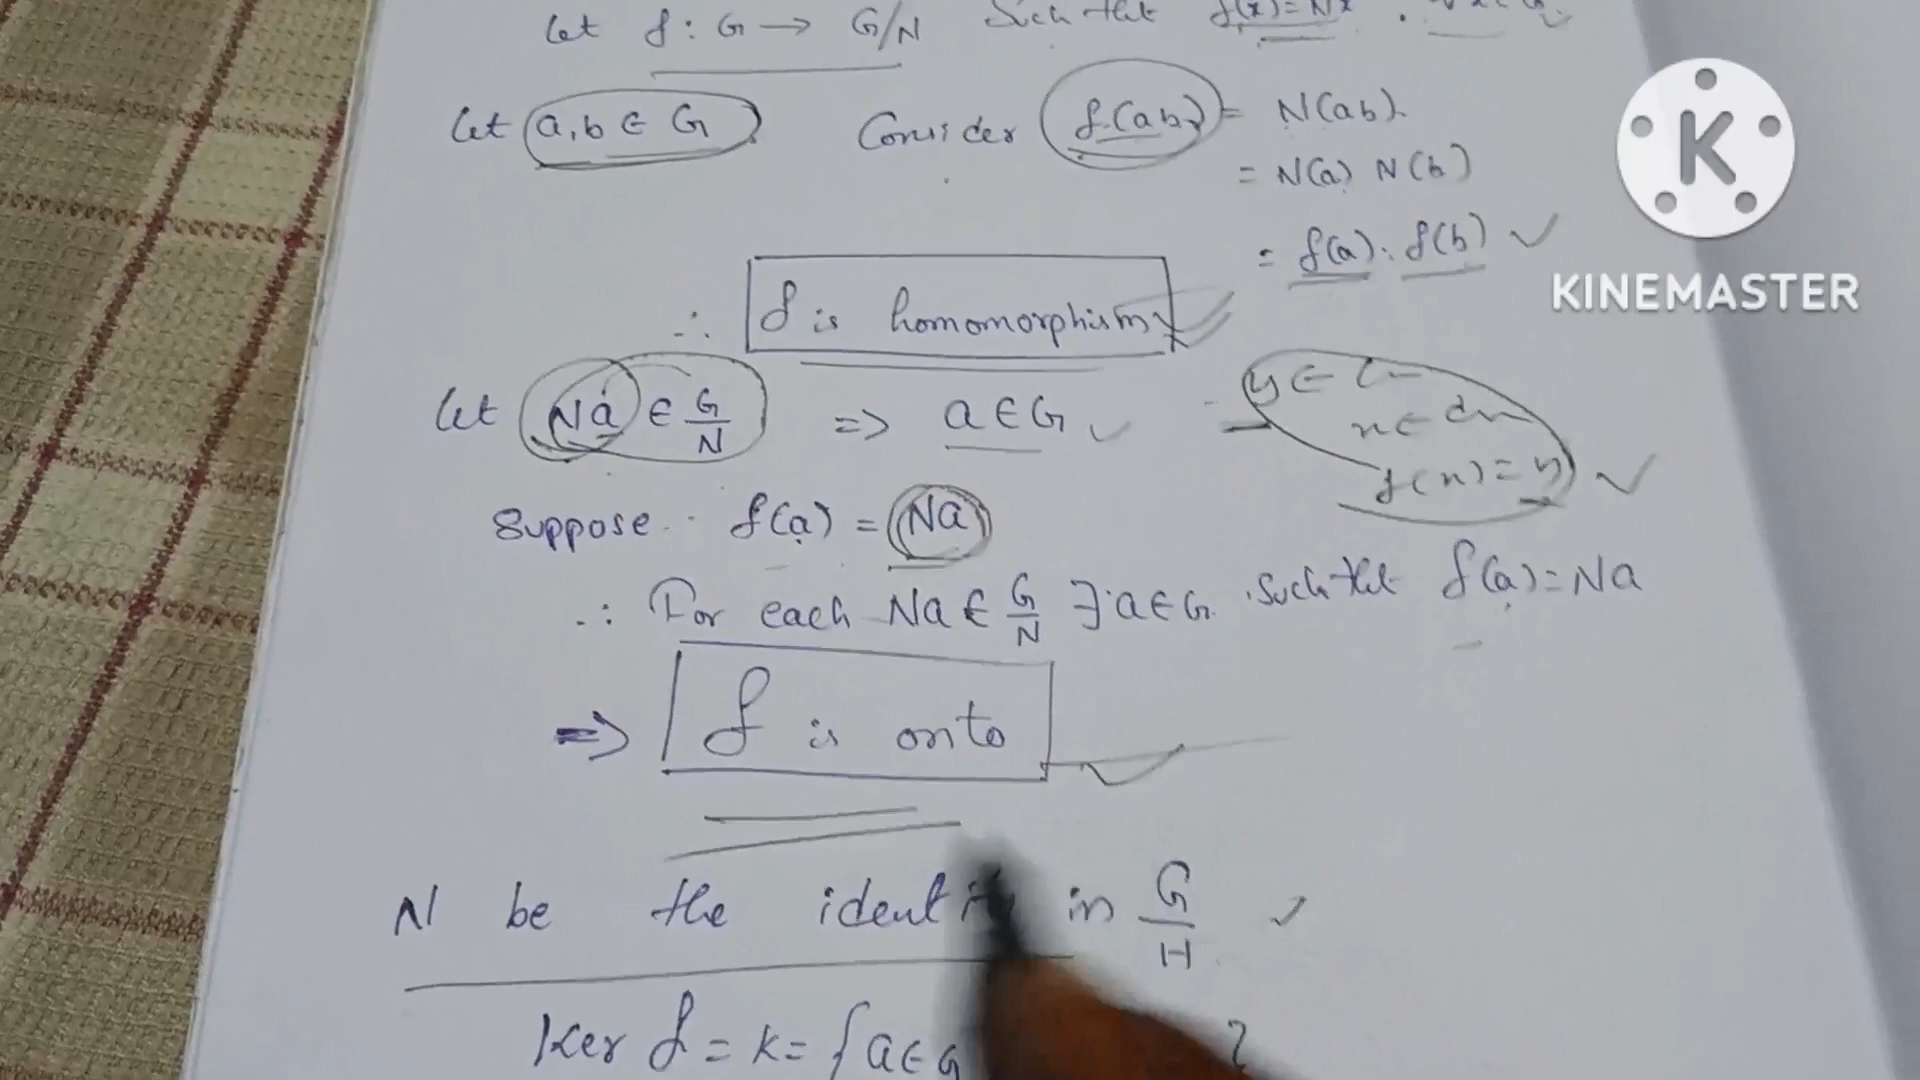 Let f : G → G/N Such that f(x) = Nx .
Let a, b ∈ G Consider f(ab) = N(ab).
= N(a) N(b)
= f(a) . f(b) ✓
∴ f is homomorphism
Let Na ∈ G/N => a ∈ G ✓
y ∈
f(n) = y ✓
Suppose f(a) = Na
∴ For each Na ∈ G/N ∃ a ∈ G. Such that f(a) = Na
=> f is onto
N be the identity in G/H ✓
Ker f = K = { a ∈ G }
K
KINEMASTER